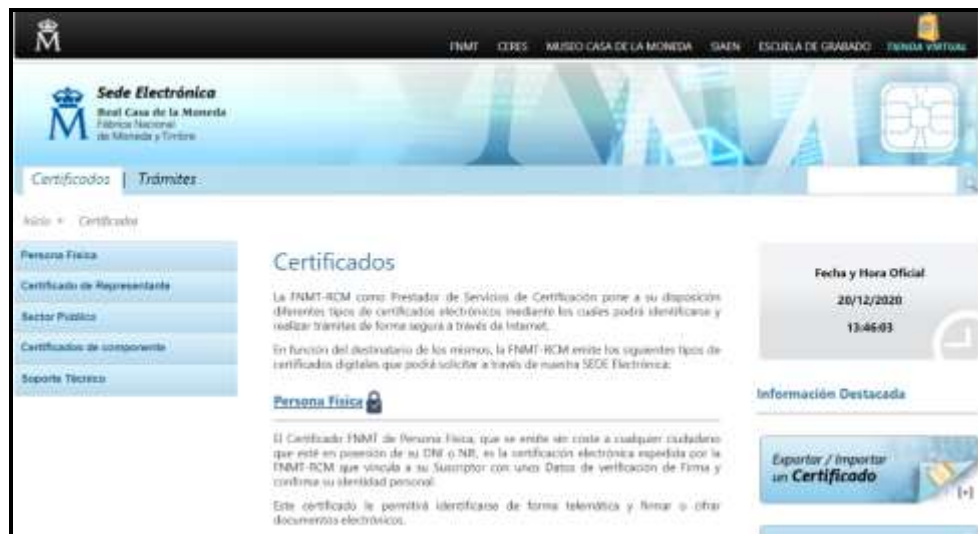 FNMT CERES MUSEO CASA DE LA MONEDA SIAEN ESCUELA DE GRABADO TIENDA VIRTUAL
Sede Electrónica
Real Casa de la Moneda
Fábrica Nacional
de Moneda y Timbre
Certificados | Trámites
Inicio Certificados
Persona Física
Certificado de Representante
Sector Público
Certificados de componente
Soporte Técnico
Certificados
La FNMT-RCM como Prestador de Servicios de Certificación pone a su disposición
diferentes tipos de certificados electrónicos mediante los cuales podrá identificarse y
realizar trámites de forma segura a través de Internet.
En función del destinatario de los mismos, la FNMT-RCM emite los siguientes tipos de
certificados digitales que podrá solicitar a través de nuestra SEDE Electrónica:
Persona Física
El Certificado FNMT de Persona Física, que se emite sin coste a cualquier ciudadano
que esté en posesión de su DNI o NIE, es la certificación electrónica expedida por la
FNMT-RCM que vincula a su Suscriptor con unos Datos de verificación de Firma y
confirma su identidad personal.
Este certificado le permitirá identificarse de forma telemática y firmar o cifrar
documentos electrónicos.
Fecha y Hora Oficial
20/12/2020
13:46:03
Información Destacada
Exportar / Importar
un Certificado
[+]